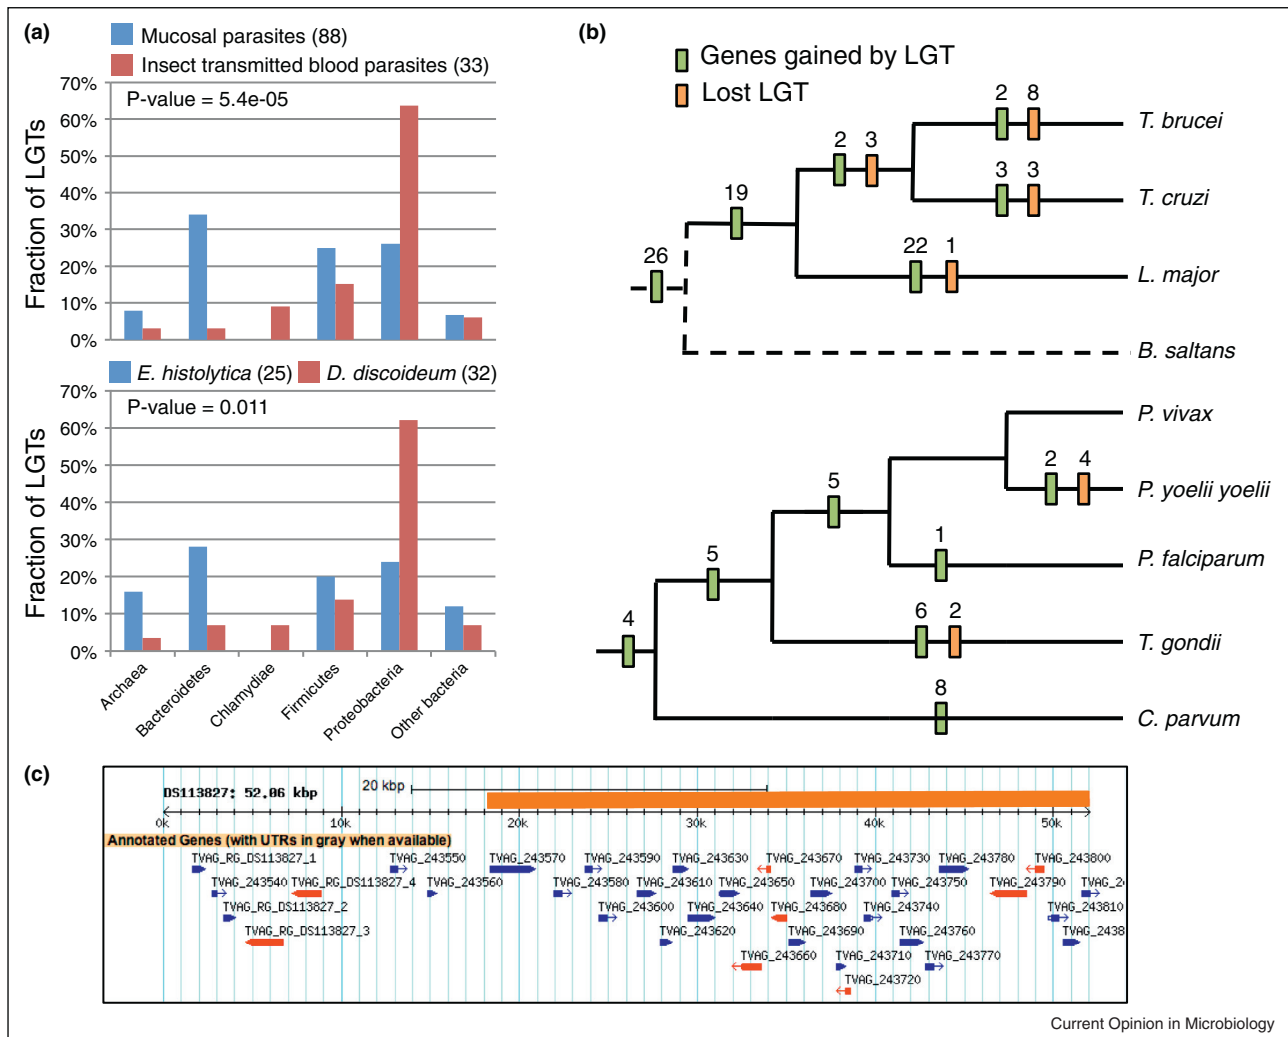 (a)
Mucosal parasites (88)
Insect transmitted blood parasites (33)
70%
P-value = 5.4e-05
60%
50%
40%
30%
20%
10%
0%
Fraction of LGTs
E. histolytica (25) D. discoideum (32)
70%
P-value = 0.011
60%
50%
40%
30%
20%
10%
0%
Fraction of LGTs
Archaea
Bacteroidetes
Chlamydiae
Firmicutes
Proteobacteria
Other bacteria
(b)
Genes gained by LGT
Lost LGT
2 8
T. brucei
2 3
3 3
T. cruzi
19
22 1
L. major
26
B. saltans
P. vivax
2 4
P. yoelii yoelii
5
1
P. falciparum
5
6 2
T. gondii
4
8
C. parvum
(c)
DS113827: 52.06 kbp
20 kbp
0k 10k 20k 30k 40k 50k
Annotated Genes (with UTRs in gray when available)
TVAG_RG_DS113827_1 TVAG_243550 TVAG_243570 TVAG_243590 TVAG_243630 TVAG_243670 TVAG_243730 TVAG_243780 TVAG_243800
TVAG_243540 TVAG_RG_DS113827_4 TVAG_243560 TVAG_243580 TVAG_243610 TVAG_243650 TVAG_243700 TVAG_243750 TVAG_243790 TVAG_2
TVAG_RG_DS113827_2 TVAG_243600 TVAG_243640 TVAG_243680 TVAG_243740 TVAG_243810
TVAG_RG_DS113827_3 TVAG_243620 TVAG_243690 TVAG_243760 TVAG_2438
TVAG_243660 TVAG_243710 TVAG_243770
TVAG_243720
Current Opinion in Microbiology